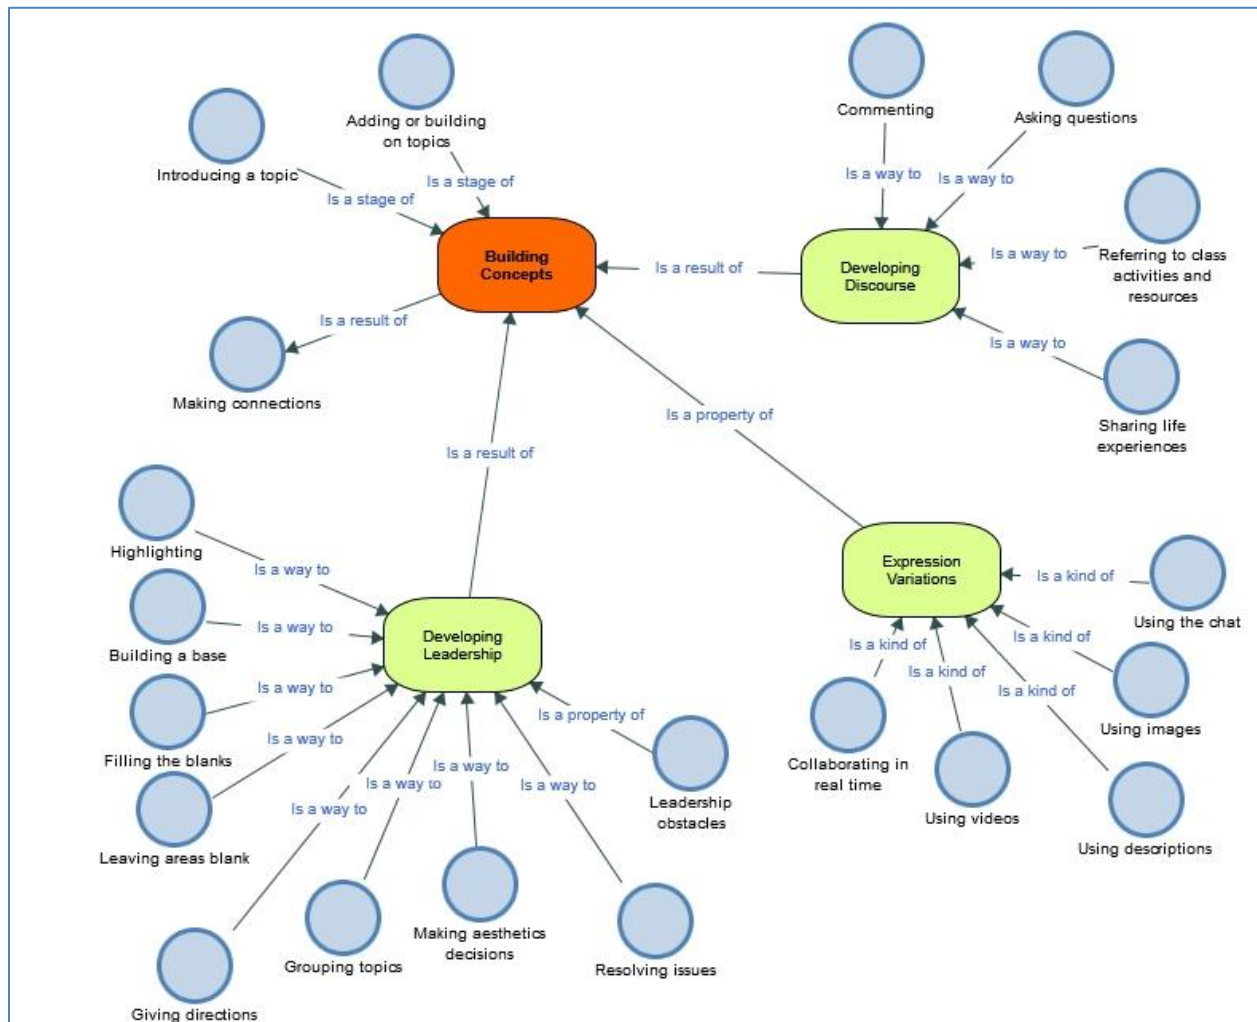 Adding or building
on topics
Introducing a topic
Is a stage of
Is a stage of
Building
Concepts
Is a result of
Making connections
Commenting
Asking questions
Is a way to
Is a way to
Is a way to
Referring to class
activities and
resources
Developing
Discourse
Is a result of
Is a way to
Sharing life
experiences
Is a property of
Is a result of
Highlighting
Is a way to
Building a base
Is a way to
Developing
Leadership
Filling the blanks
Is a way to
Leaving areas blank
Is a way to
Is a way to
Giving directions
Is a way to
Grouping topics
Is a way to
Making aesthetics
decisions
Is a way to
Resolving issues
Is a property of
Leadership
obstacles
Expression
Variations
Is a kind of
Using the chat
Is a kind of
Using images
Is a kind of
Using descriptions
Is a kind of
Using videos
Is a kind of
Collaborating in
real time